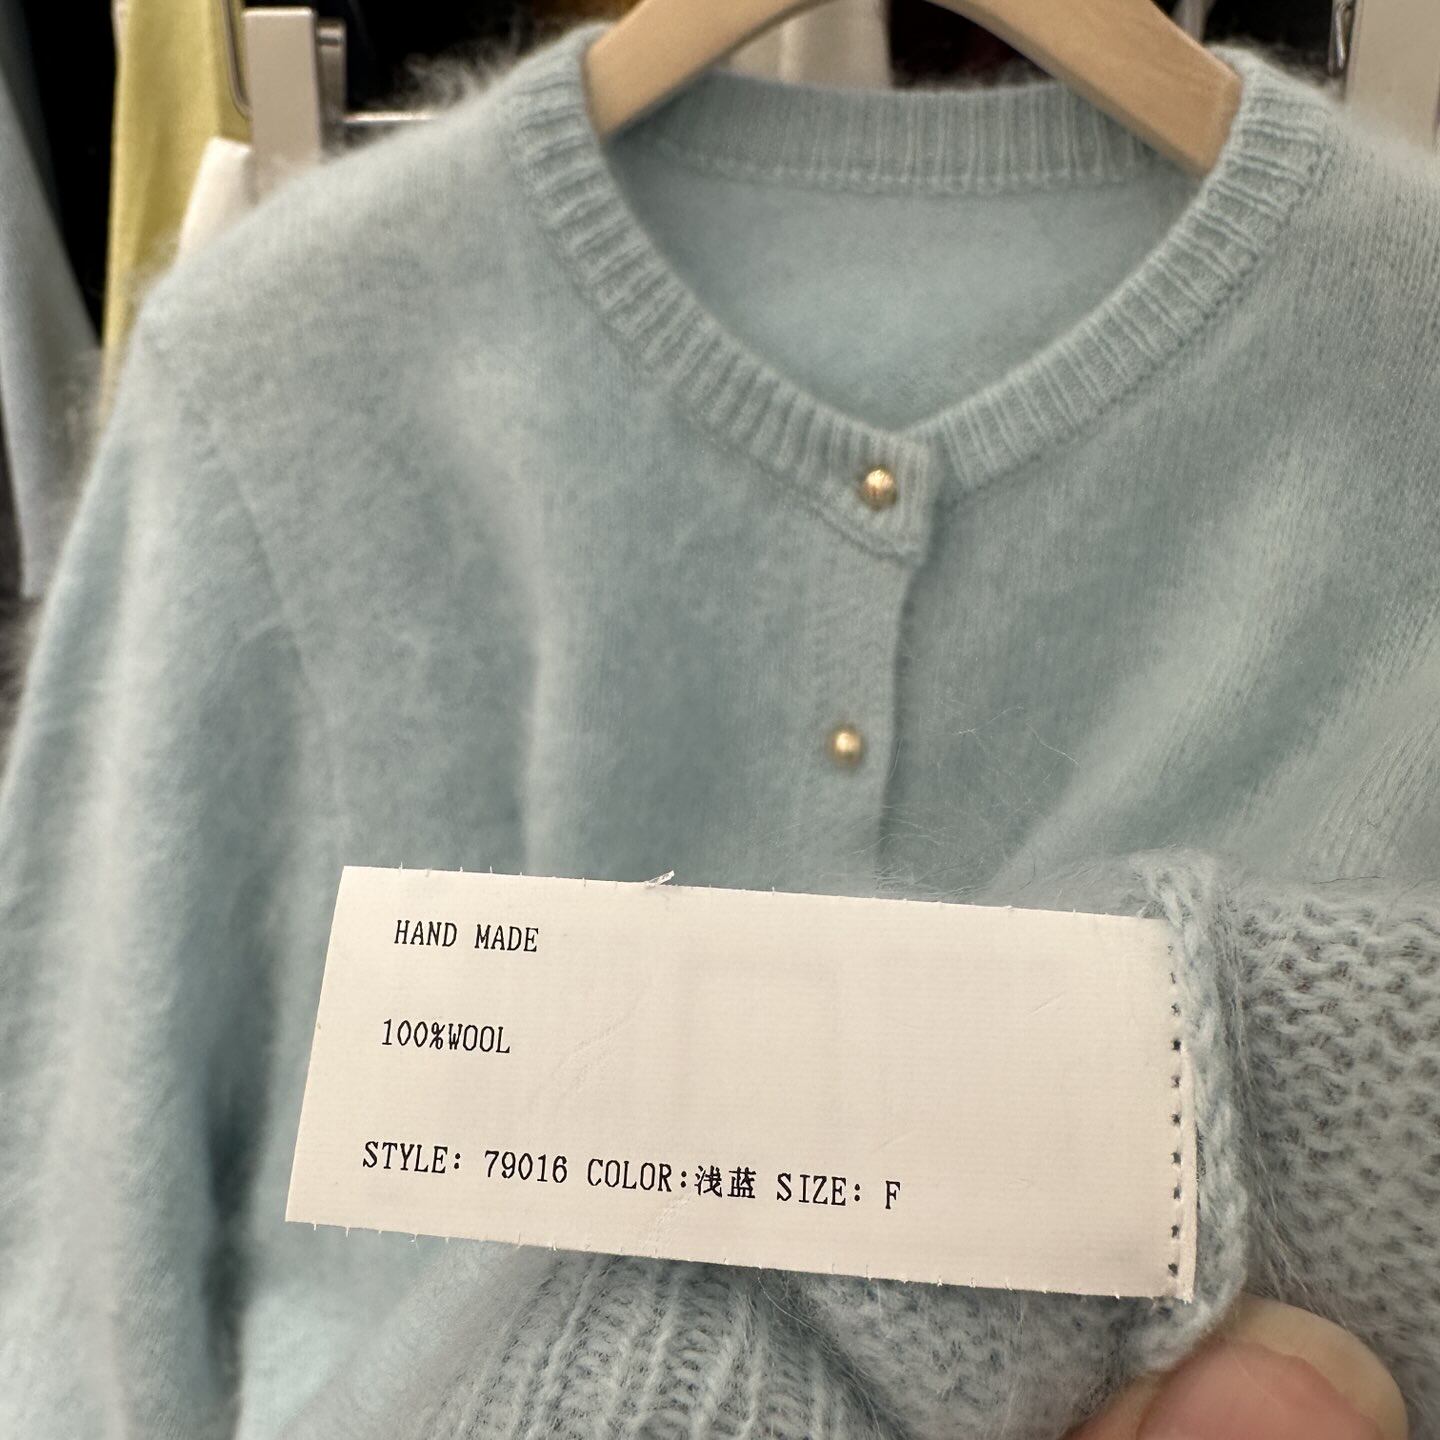 HAND MADE
100%WOOL
STYLE: 79016 COLOR:浅蓝 SIZE: F